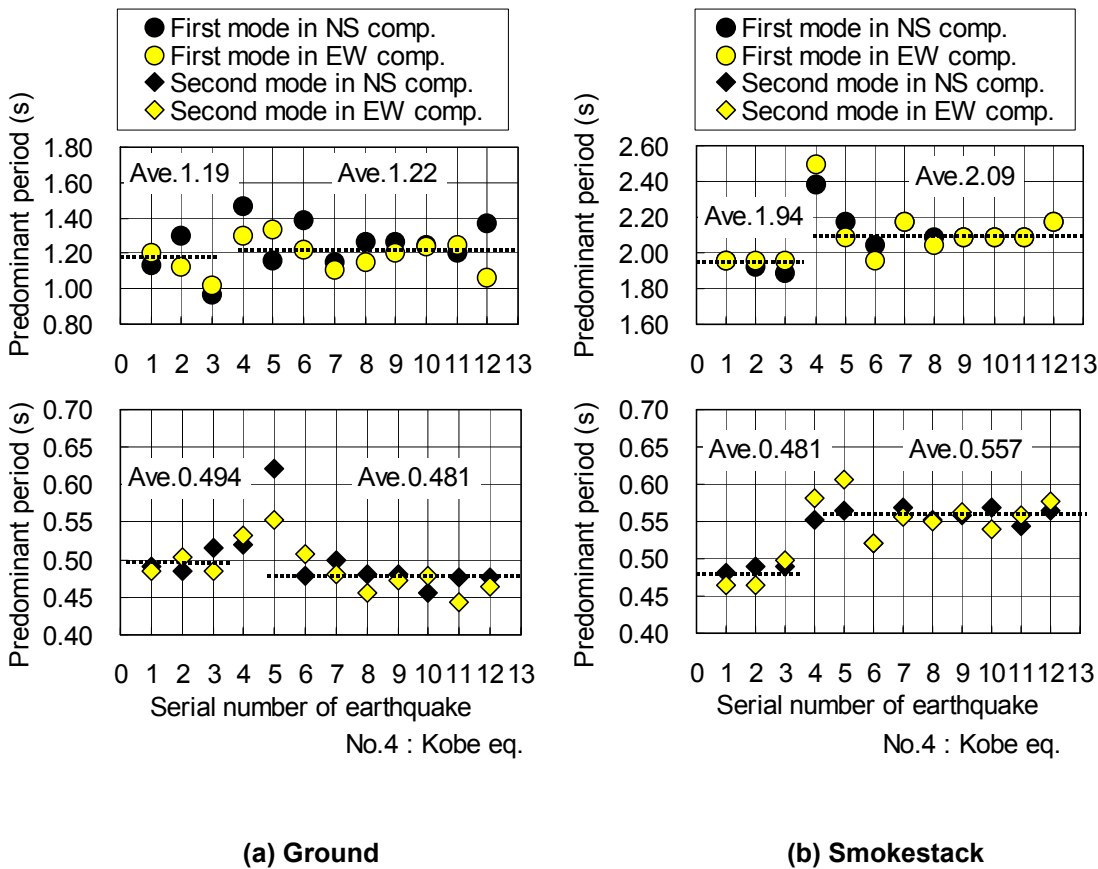 First mode in NS comp.
First mode in EW comp.
Second mode in NS comp.
Second mode in EW comp.
Predominant period (s)
1.80
1.60
1.40
1.20
1.00
0.80
Ave.1.19
Ave.1.22
0 1 2 3 4 5 6 7 8 9 10 11 12 13
Predominant period (s)
0.70
0.65
0.60
0.55
0.50
0.45
0.40
Ave.0.494
Ave.0.481
0 1 2 3 4 5 6 7 8 9 10 11 12 13
Serial number of earthquake
No.4 : Kobe eq.
(a) Ground
First mode in NS comp.
First mode in EW comp.
Second mode in NS comp.
Second mode in EW comp.
Predominant period (s)
2.60
2.40
2.20
2.00
1.80
1.60
Ave.1.94
Ave.2.09
0 1 2 3 4 5 6 7 8 9 10 11 12 13
Predominant period (s)
0.70
0.65
0.60
0.55
0.50
0.45
0.40
Ave.0.481
Ave.0.557
0 1 2 3 4 5 6 7 8 9 10 11 12 13
Serial number of earthquake
No.4 : Kobe eq.
(b) Smokestack